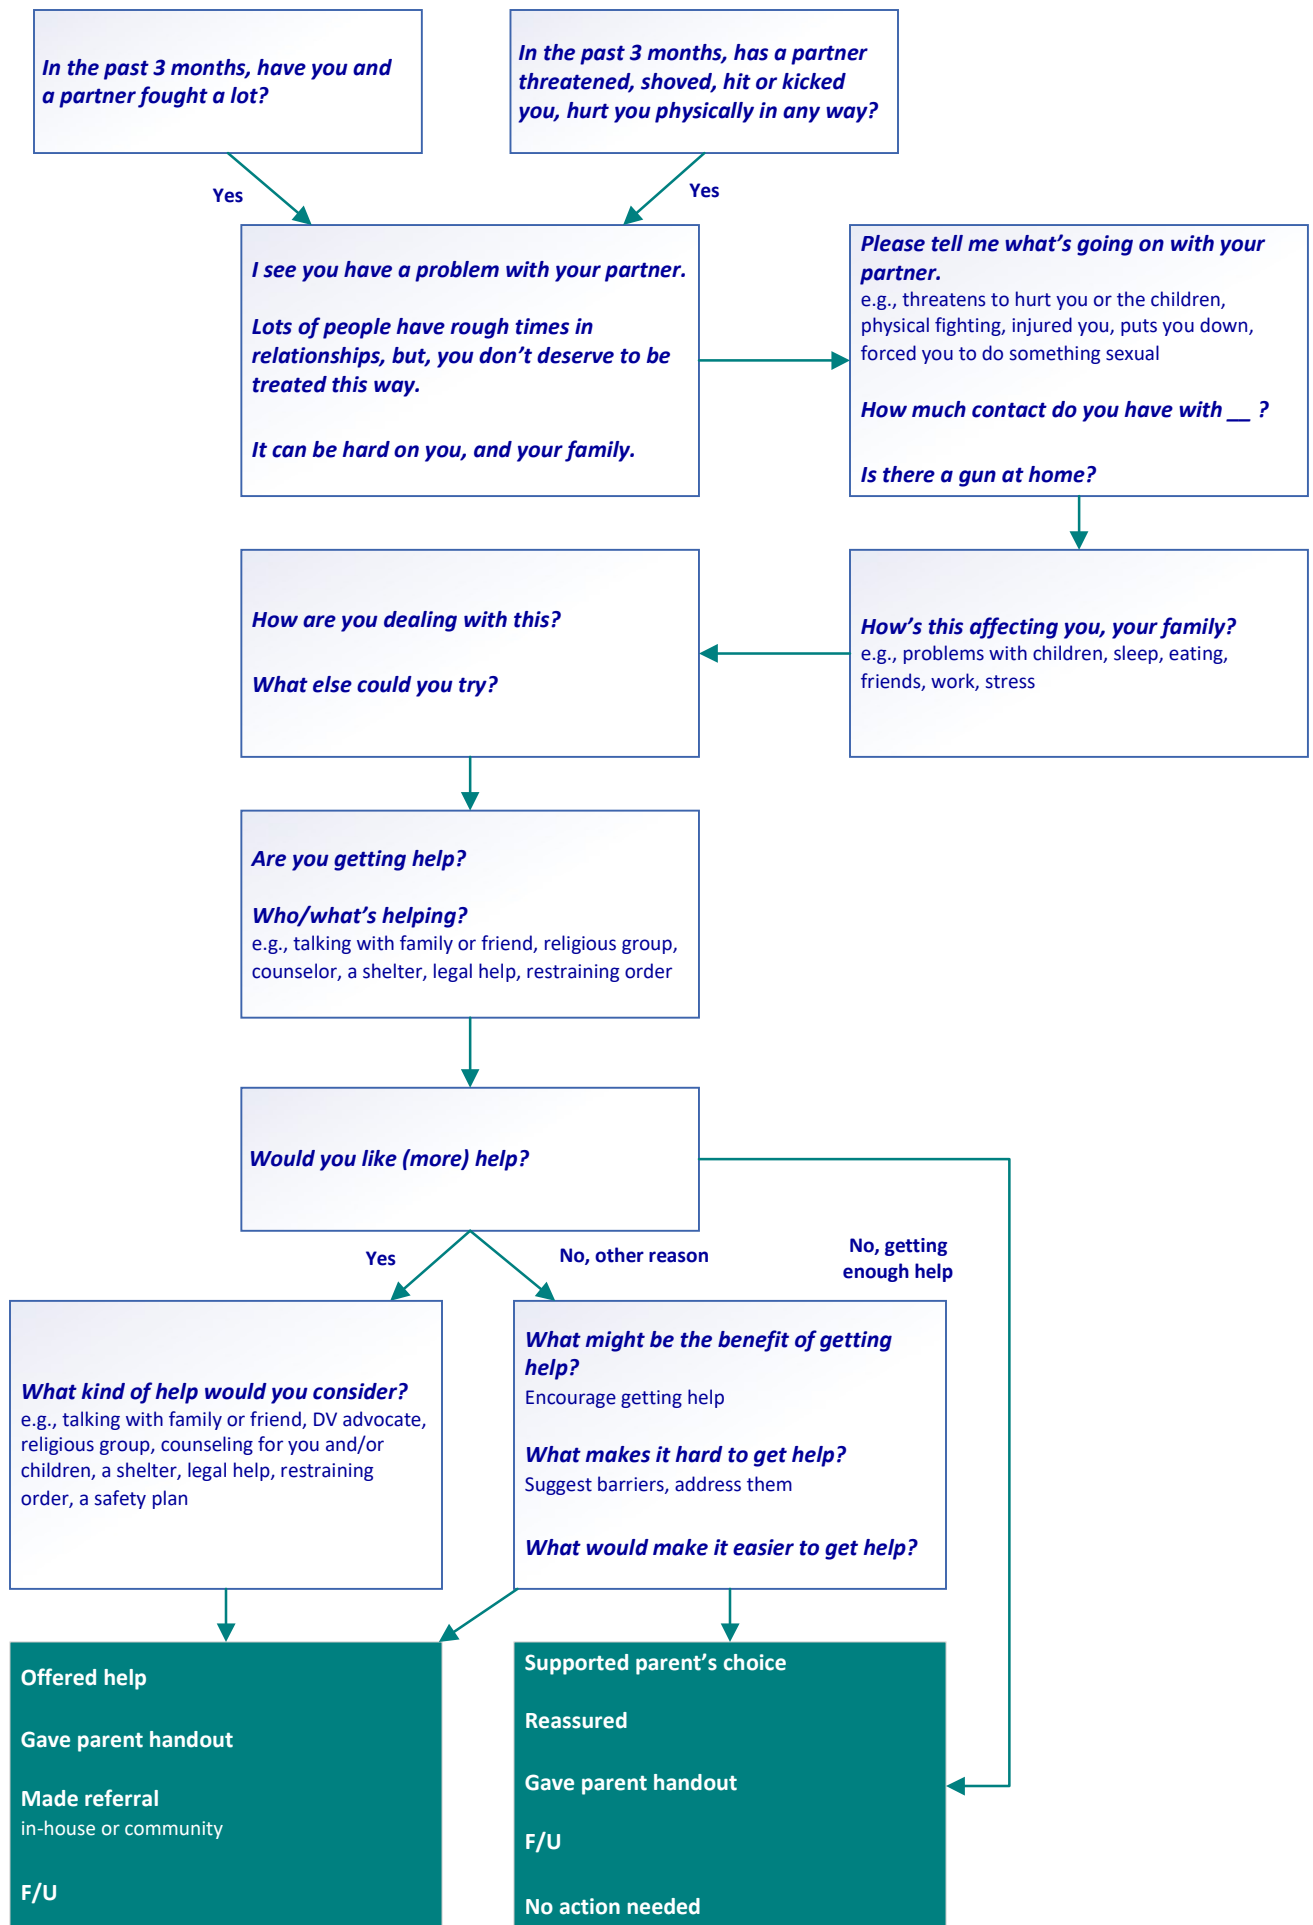 In the past 3 months, have you and
a partner fought a lot?
In the past 3 months, has a partner
threatened, shoved, hit or kicked
you, hurt you physically in any way?
Yes
Yes
I see you have a problem with your partner.
Lots of people have rough times in
relationships, but, you don’t deserve to be
treated this way.
It can be hard on you, and your family.
Please tell me what’s going on with your
partner.
e.g., threatens to hurt you or the children,
physical fighting, injured you, puts you down,
forced you to do something sexual
How much contact do you have with __ ?
Is there a gun at home?
How are you dealing with this?
What else could you try?
How’s this affecting you, your family?
e.g., problems with children, sleep, eating,
friends, work, stress
Are you getting help?
Who/what’s helping?
e.g., talking with family or friend, religious group,
counselor, a shelter, legal help, restraining order
Would you like (more) help?
Yes
No, other reason
No, getting
enough help
What kind of help would you consider?
e.g., talking with family or friend, DV advocate,
religious group, counseling for you and/or
children, a shelter, legal help, restraining
order, a safety plan
What might be the benefit of getting
help?
Encourage getting help
What makes it hard to get help?
Suggest barriers, address them
What would make it easier to get help?
Offered help
Gave parent handout
Made referral
in-house or community
F/U
Supported parent’s choice
Reassured
Gave parent handout
F/U
No action needed